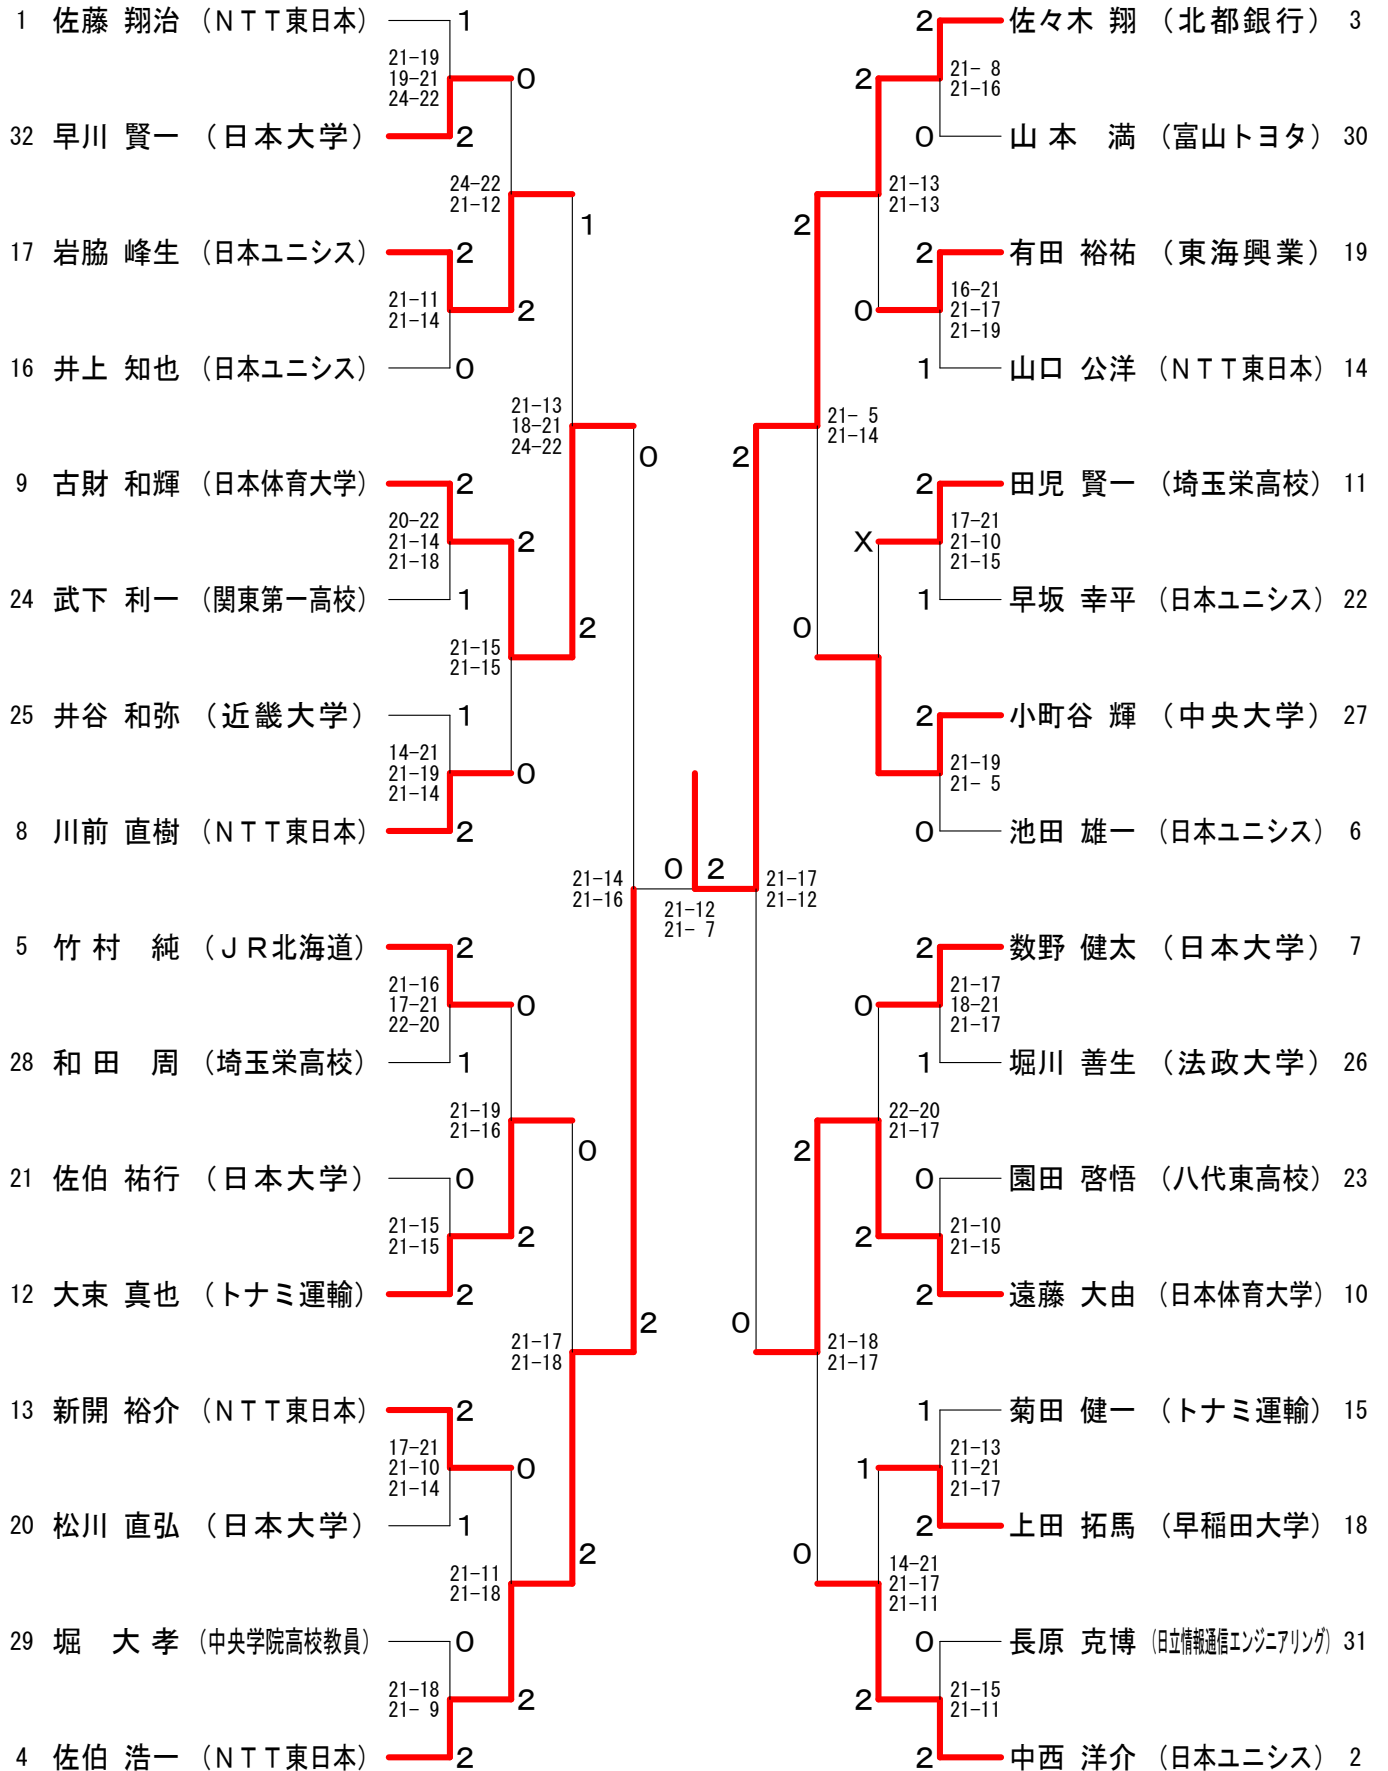 1 佐藤 翔治 （ＮＴＴ東日本） 1
21-19
19-21
24-22
0
32 早川 賢一 （日本大学） 2
24-22
21-12
1
17 岩脇 峰生 （日本ユニシス） 2
21-11
21-14
2
16 井上 知也 （日本ユニシス） 0
21-13
18-21
24-22
0
9 古財 和輝 （日本体育大学） 2
20-22
21-14
21-18
2
24 武下 利一 （関東第一高校） 1
21-15
21-15
2
25 井谷 和弥 （近畿大学） 1
14-21
21-19
21-14
0
8 川前 直樹 （ＮＴＴ東日本） 2
21-14
21-16
0 2
21-12
21- 7
5 竹村 純 （ＪＲ北海道） 2
21-16
17-21
22-20
0
28 和田 周 （埼玉栄高校） 1
21-19
21-16
0
21 佐伯 祐行 （日本大学） 0
21-15
21-15
2
12 大束 真也 （トナミ運輸） 2
21-17
21-18
2
13 新開 裕介 （ＮＴＴ東日本） 2
17-21
21-10
21-14
0
20 松川 直弘 （日本大学） 1
21-11
21-18
2
29 堀 大孝 （中央学院高校教員） 0
21-18
21- 9
2
4 佐伯 浩一 （ＮＴＴ東日本） 2
2 佐々木 翔 （北都銀行） 3
2
21- 8
21-16
0 山本 満 （富山トヨタ） 30
2
21-13
21-13
2 有田 裕祐 （東海興業） 19
0
16-21
21-17
21-19
1 山口 公洋 （ＮＴＴ東日本） 14
2
21- 5
21-14
2 田児 賢一 （埼玉栄高校） 11
X
17-21
21-10
21-15
1 早坂 幸平 （日本ユニシス） 22
0
2 小町谷 輝 （中央大学） 27
21-19
21- 5
0 池田 雄一 （日本ユニシス） 6
21-17
21-12
2 数野 健太 （日本大学） 7
0
21-17
18-21
21-17
1 堀川 善生 （法政大学） 26
2
22-20
21-17
0 園田 啓悟 （八代東高校） 23
2
21-10
21-15
2 遠藤 大由 （日本体育大学） 10
0
21-18
21-17
1 菊田 健一 （トナミ運輸） 15
1
21-13
11-21
21-17
2 上田 拓馬 （早稲田大学） 18
0
14-21
21-17
21-11
0 長原 克博 （日立情報通信エンジニアリング） 31
2
21-15
21-11
2 中西 洋介 （日本ユニシス） 2